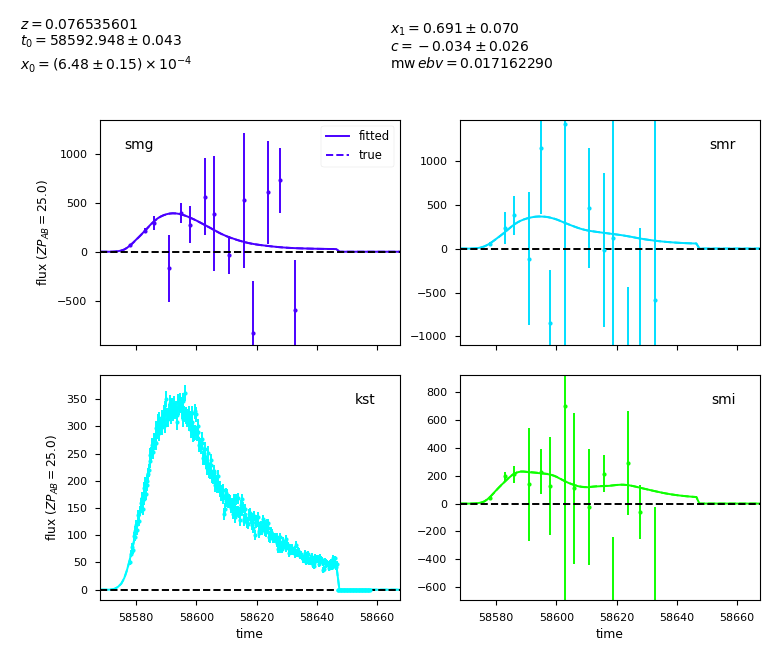 z = 0.076535601
t₀ = 58592.948 ± 0.043
x₀ = (6.48 ± 0.15) × 10⁻⁴
x₁ = 0.691 ± 0.070
c = −0.034 ± 0.026
mw ebv = 0.017162290
smg
fitted
true
1000
500
0
−500
flux (ZP_AB = 25.0)
smr
1000
500
0
−500
−1000
kst
350
300
250
200
150
100
50
0
flux (ZP_AB = 25.0)
58580 58600 58620 58640 58660
time
smi
800
600
400
200
0
−200
−400
−600
58580 58600 58620 58640 58660
time